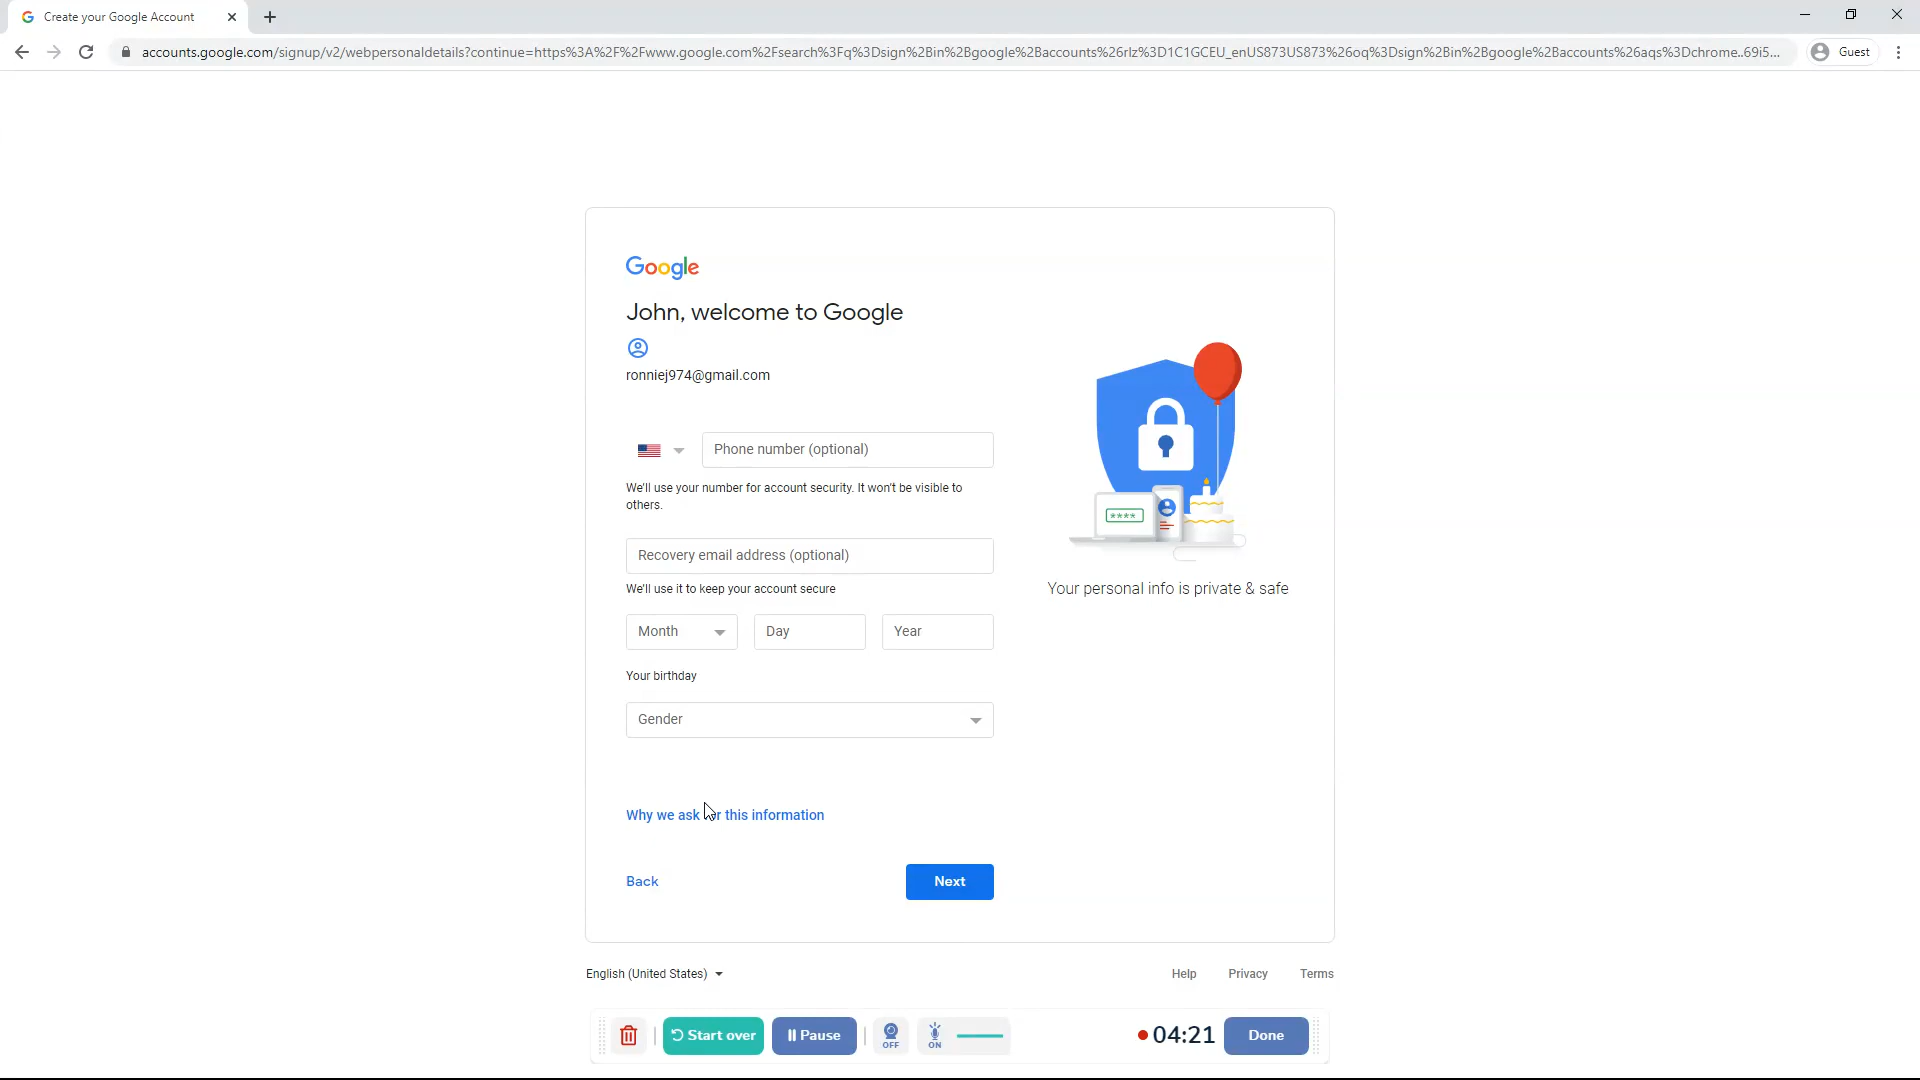 Create your Google Account
accounts.google.com/signup/v2/webpersonaldetails?continue=https%3A%2F%2Fwww.google.com%2Fsearch%3Fq%3Dsign%2Bin%2Bgoogle%2Baccounts%26rlz%3D1C1GCEU_enUS873US873%26oq%3Dsign%2Bin%2Bgoogle%2Baccounts%26aqs%3Dchrome..69i5...
Guest
Google
John, welcome to Google
ronniej974@gmail.com
Phone number (optional)
We'll use your number for account security. It won't be visible to
others.
Recovery email address (optional)
We'll use it to keep your account secure
Month Day Year
Your birthday
Gender
****
Your personal info is private & safe
Why we ask for this information
Back Next
English (United States)
Help Privacy Terms
Start over Pause OFF ON 04:21 Done